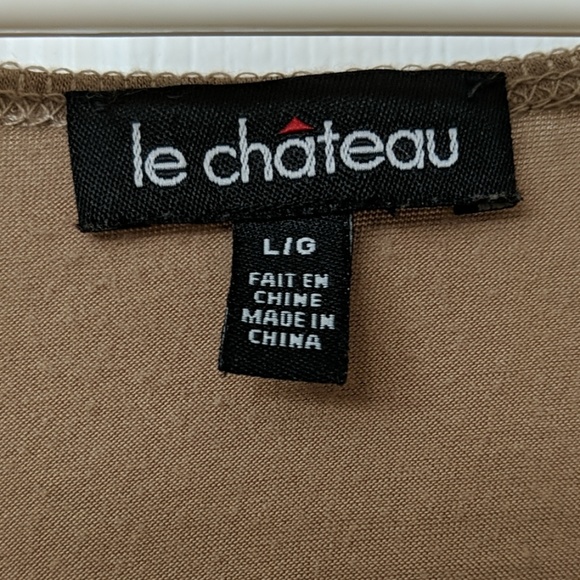 le château
L/G
FAIT EN
CHINE
MADE IN
CHINA